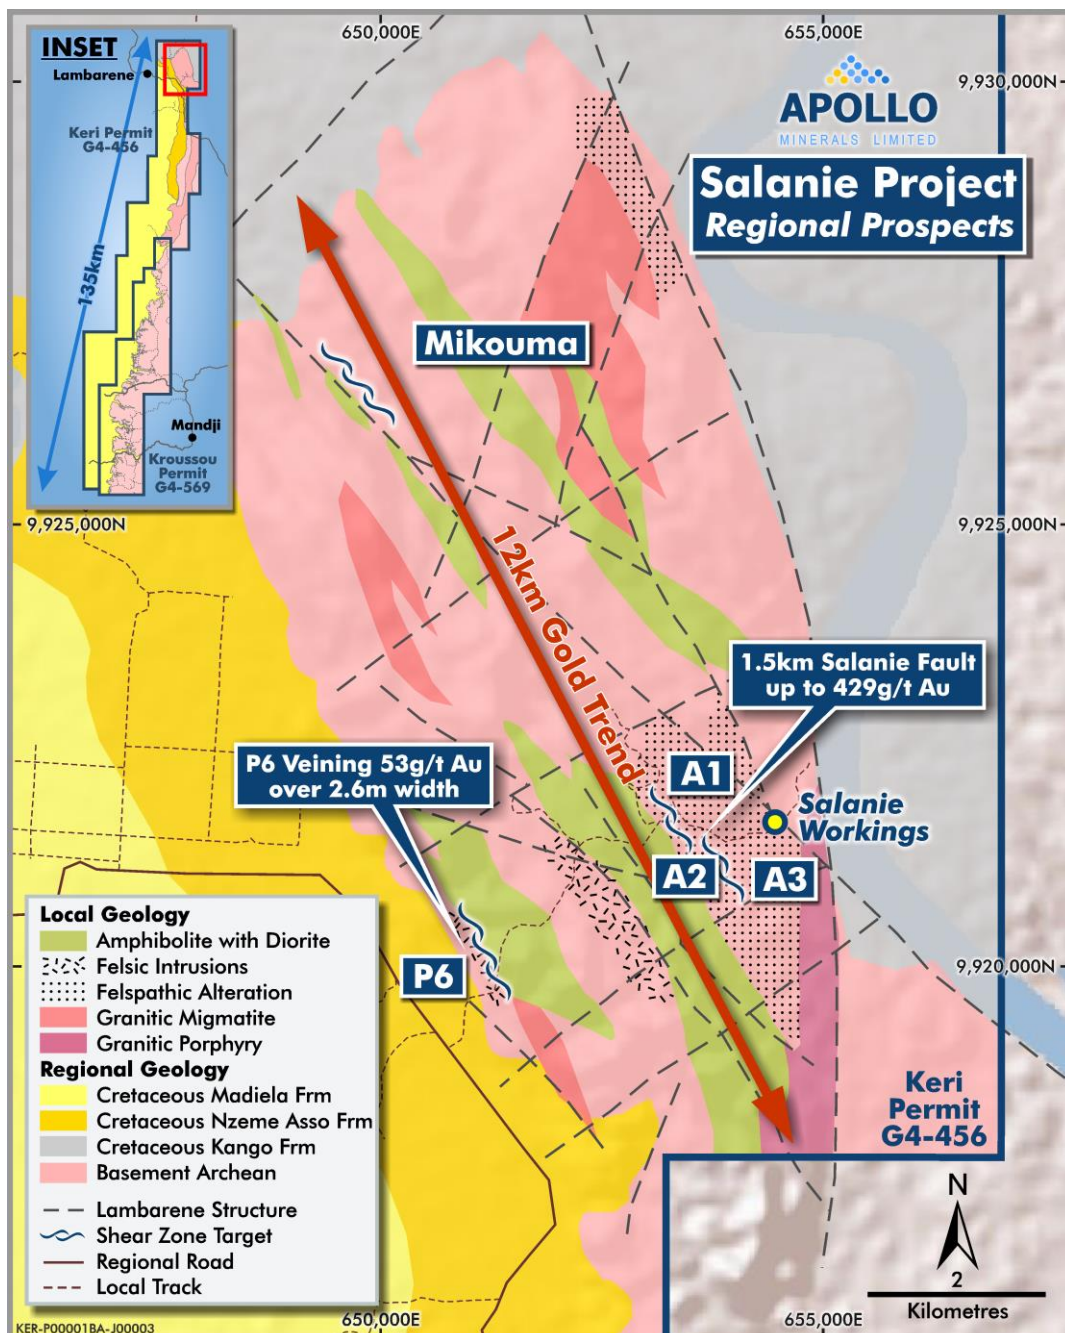 INSET
Lambarene
Keri Permit
G4-456
135km
Mandji
Kroussou
Permit
G4-569
650,000E
655,000E
9,930,000N
APOLLO
MINERALS LIMITED
Salanie Project
Regional Prospects
Mikouma
9,925,000N
9,925,000N
12km Gold Trend
1.5km Salanie Fault
up to 429g/t Au
P6 Veining 53g/t Au
over 2.6m width
A1
Salanie
Workings
A2
A3
P6
9,920,000N
Local Geology
Amphibolite with Diorite
Felsic Intrusions
Felspathic Alteration
Granitic Migmatite
Granitic Porphyry
Regional Geology
Cretaceous Madiela Frm
Cretaceous Nzeme Asso Frm
Cretaceous Kango Frm
Basement Archean
Lambarene Structure
Shear Zone Target
Regional Road
Local Track
Keri
Permit
G4-456
N
2
Kilometres
650,000E
655,000E
KER-P00001BA-J00003